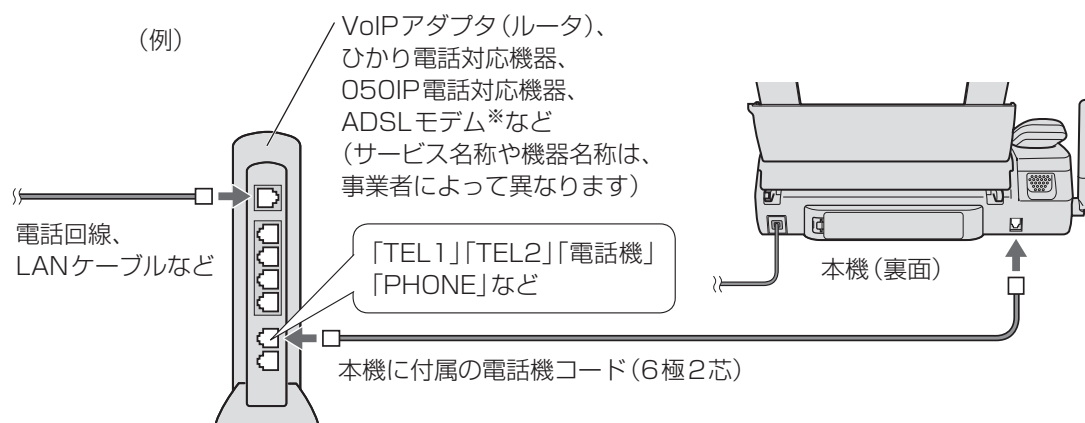 （例）
VoIPアダプタ（ルータ）、
ひかり電話対応機器、
050IP電話対応機器、
ADSLモデム※など
（サービス名称や機器名称は、
事業者によって異なります）
電話回線、
LANケーブルなど
「TEL1」「TEL2」「電話機」
「PHONE」など
本機（裏面）
本機に付属の電話機コード（6極2芯）